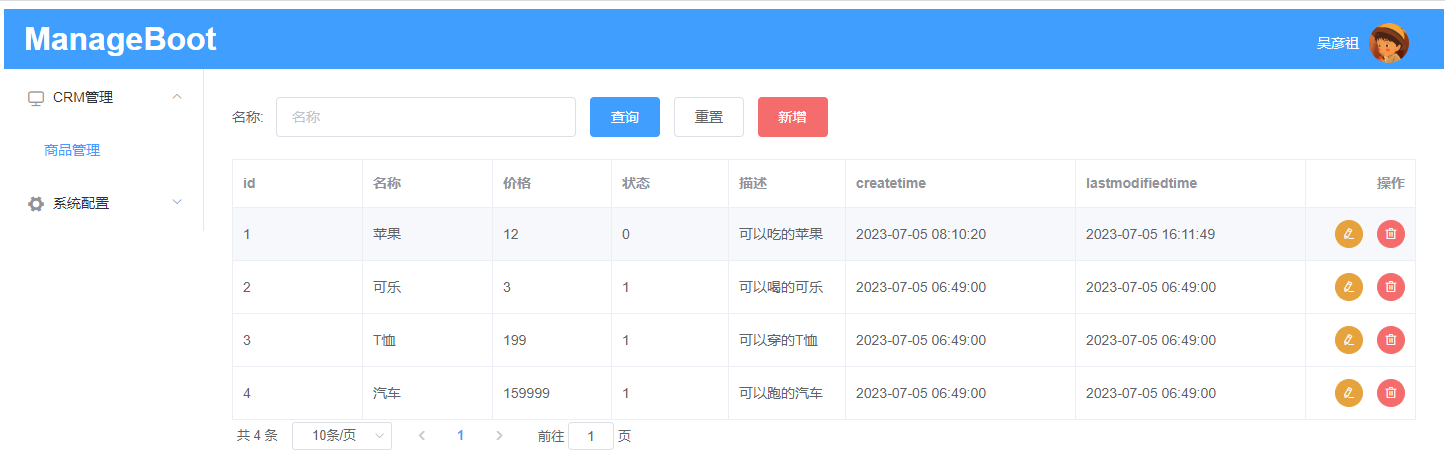 ManageBoot
吴彦祖
CRM管理
商品管理
系统配置
名称: 名称 查询 重置 新增
id 名称 价格 状态 描述 createtime lastmodifiedtime 操作
1 苹果 12 0 可以吃的苹果 2023-07-05 08:10:20 2023-07-05 16:11:49
2 可乐 3 1 可以喝的可乐 2023-07-05 06:49:00 2023-07-05 06:49:00
3 T恤 199 1 可以穿的T恤 2023-07-05 06:49:00 2023-07-05 06:49:00
4 汽车 159999 1 可以跑的汽车 2023-07-05 06:49:00 2023-07-05 06:49:00
共 4 条 10条/页 1 前往 1 页